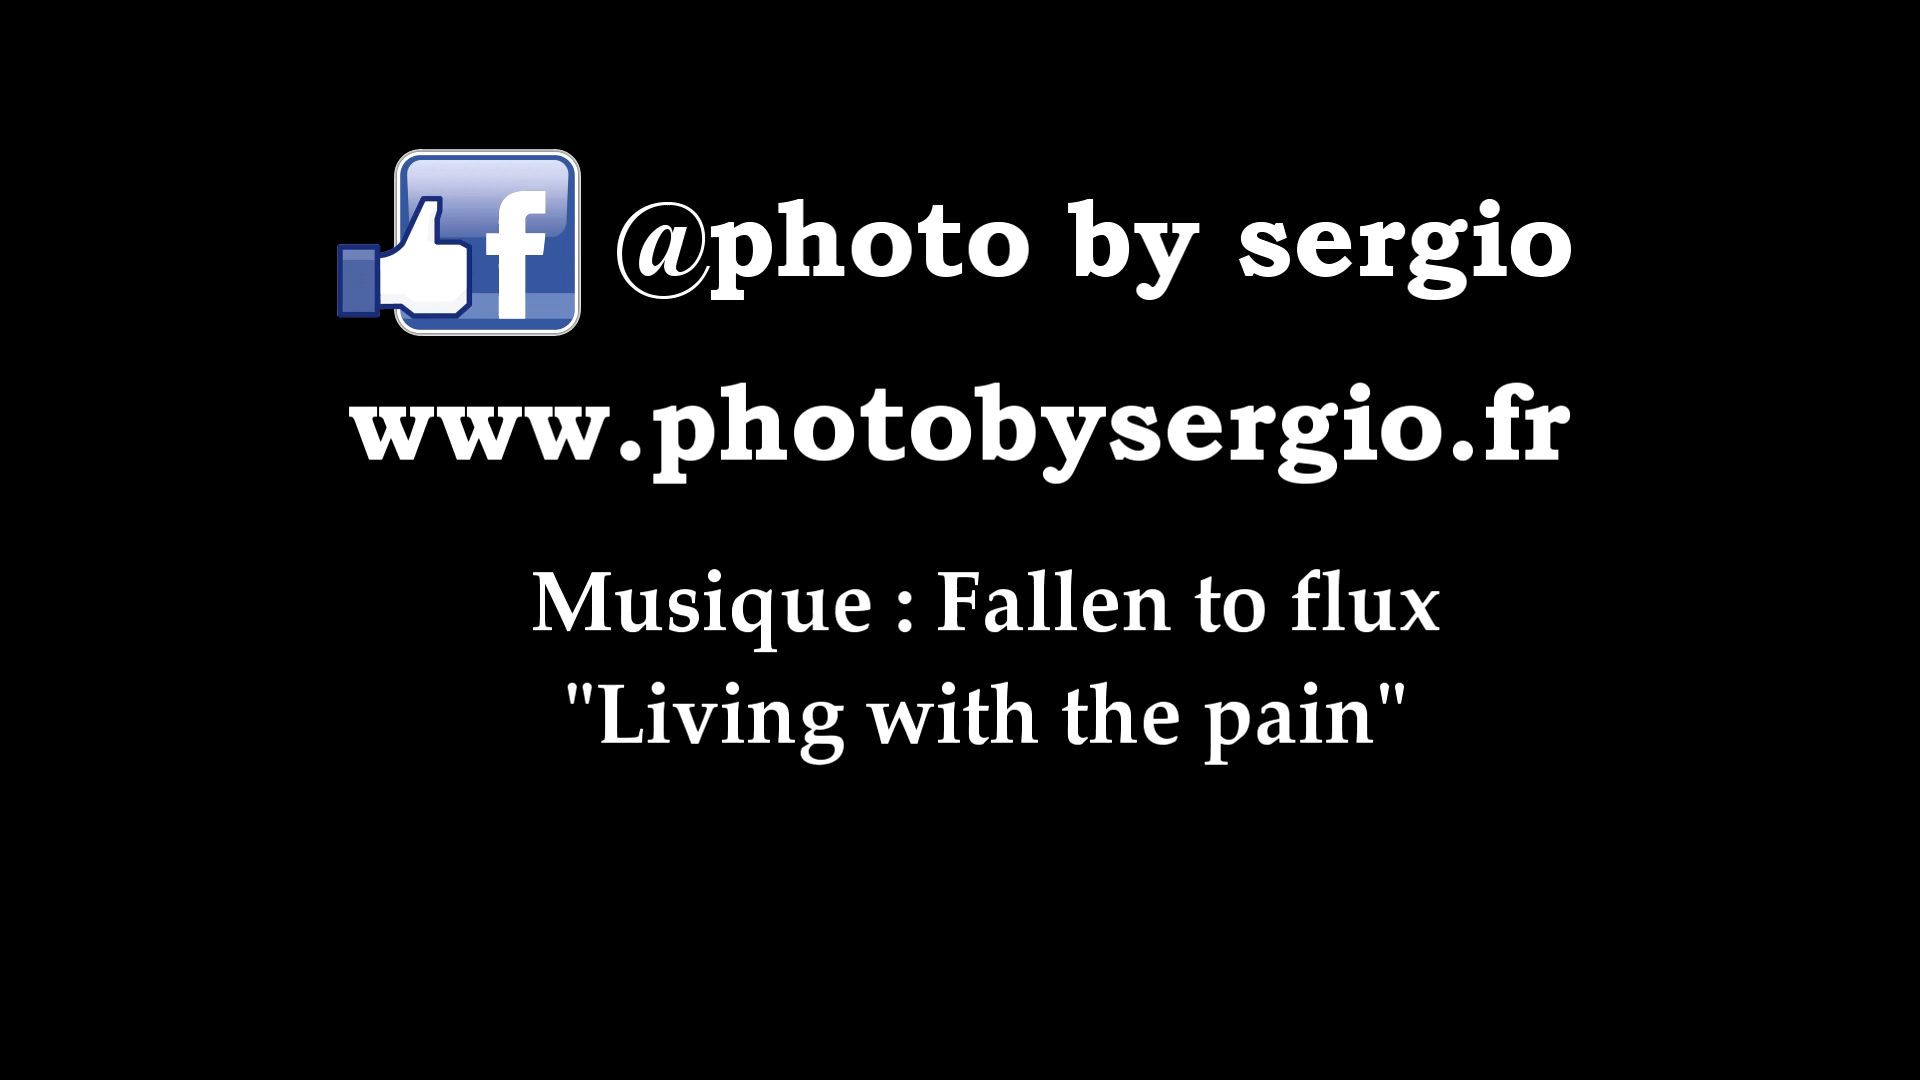 @photo by sergio
www.photobysergio.fr
Musique : Fallen to flux
"Living with the pain"